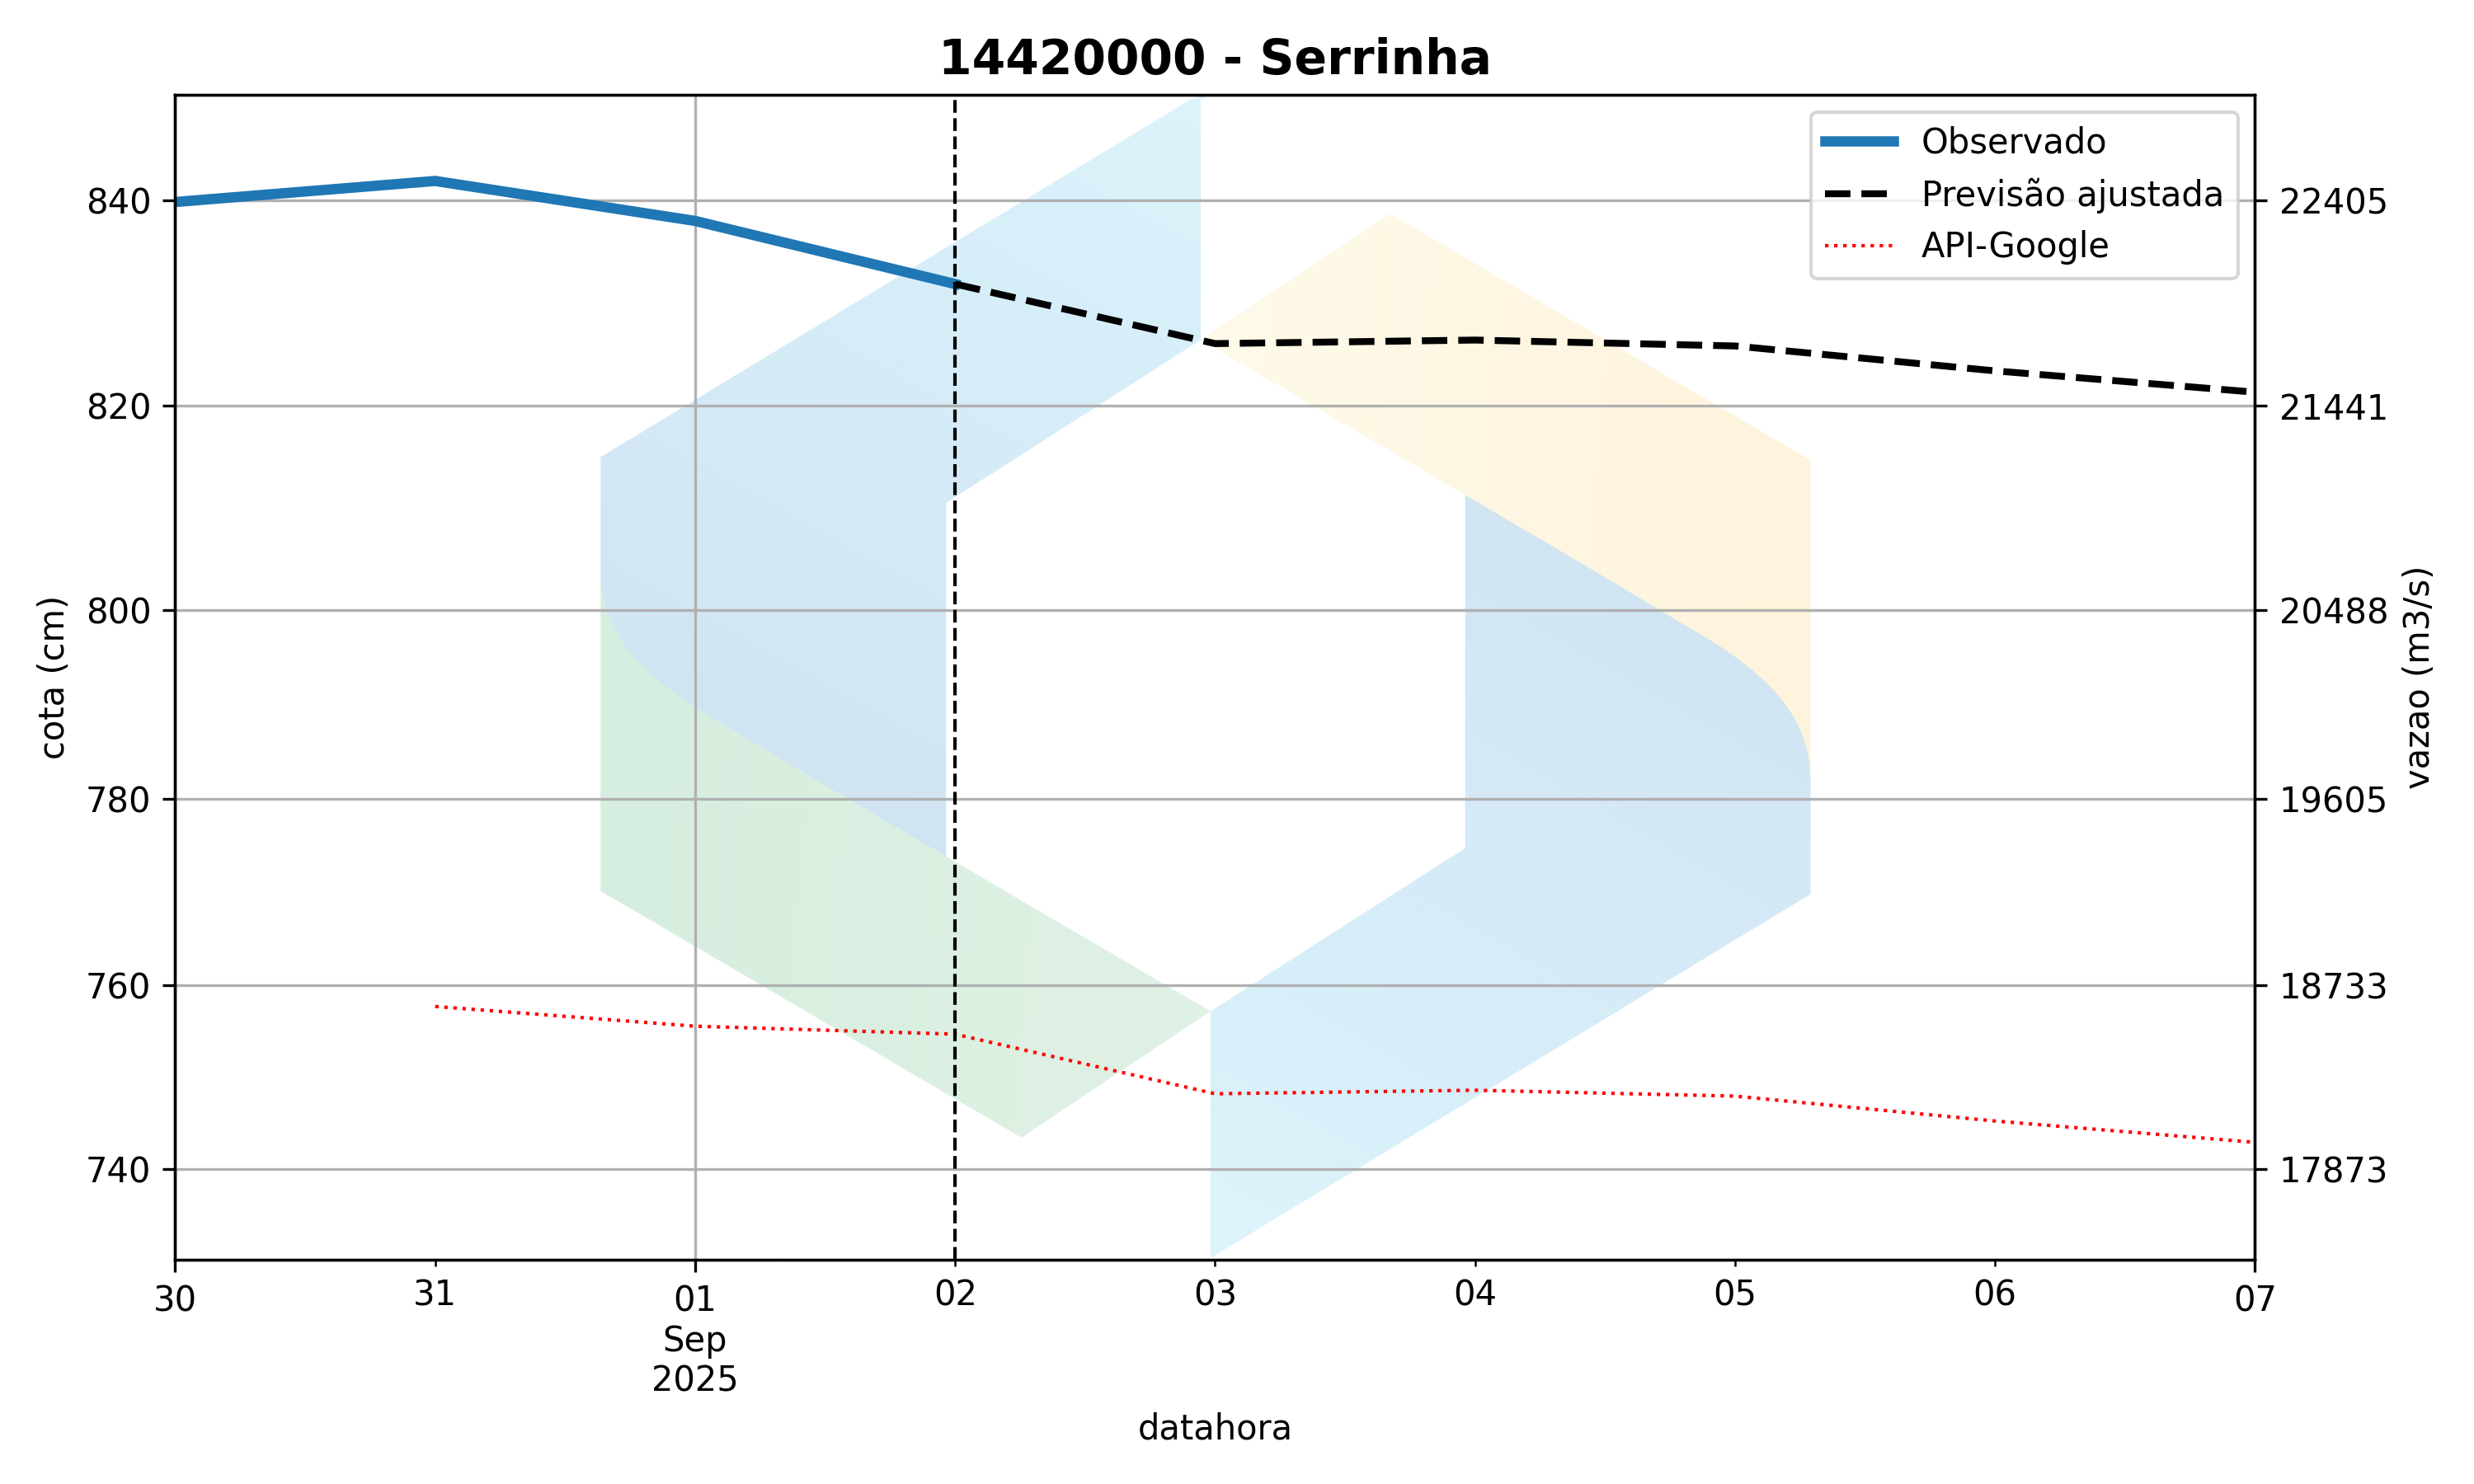 14420000 - Serrinha
Observado
Previsão ajustada
API-Google
cota (cm)
840
820
800
780
760
740
22405
21441
20488
19605
18733
17873
vazao (m3/s)
30 31 01 02 03 04 05 06 07
Sep
2025
datahora